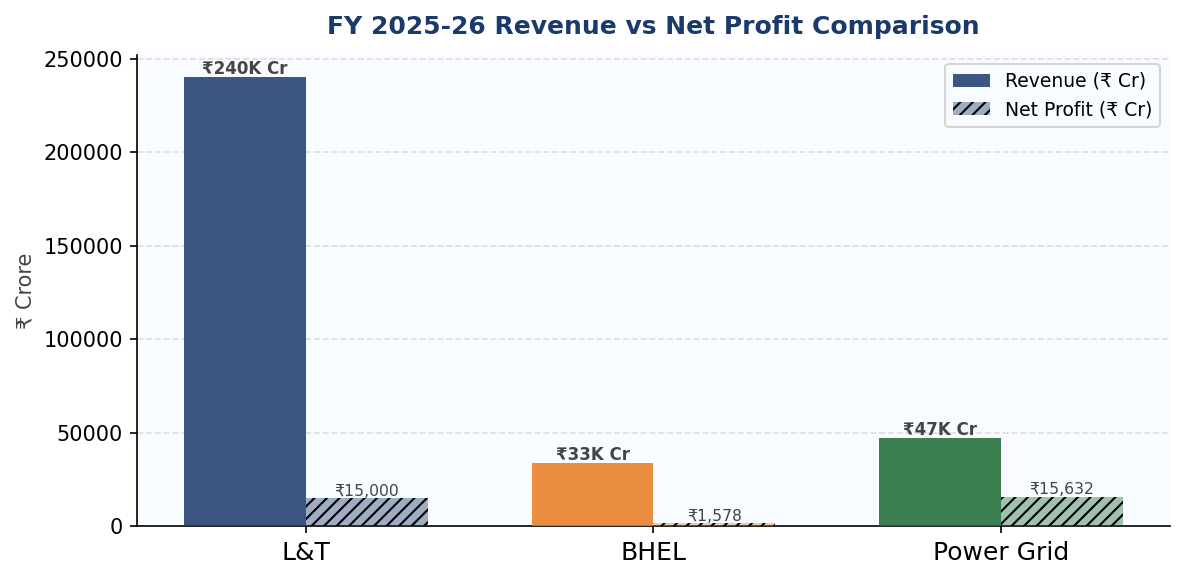 FY 2025-26 Revenue vs Net Profit Comparison
Revenue (₹ Cr)
Net Profit (₹ Cr)
₹ Crore
250000
200000
150000
100000
50000
0
₹240K Cr
₹15,000
₹33K Cr
₹1,578
₹47K Cr
₹15,632
L&T
BHEL
Power Grid